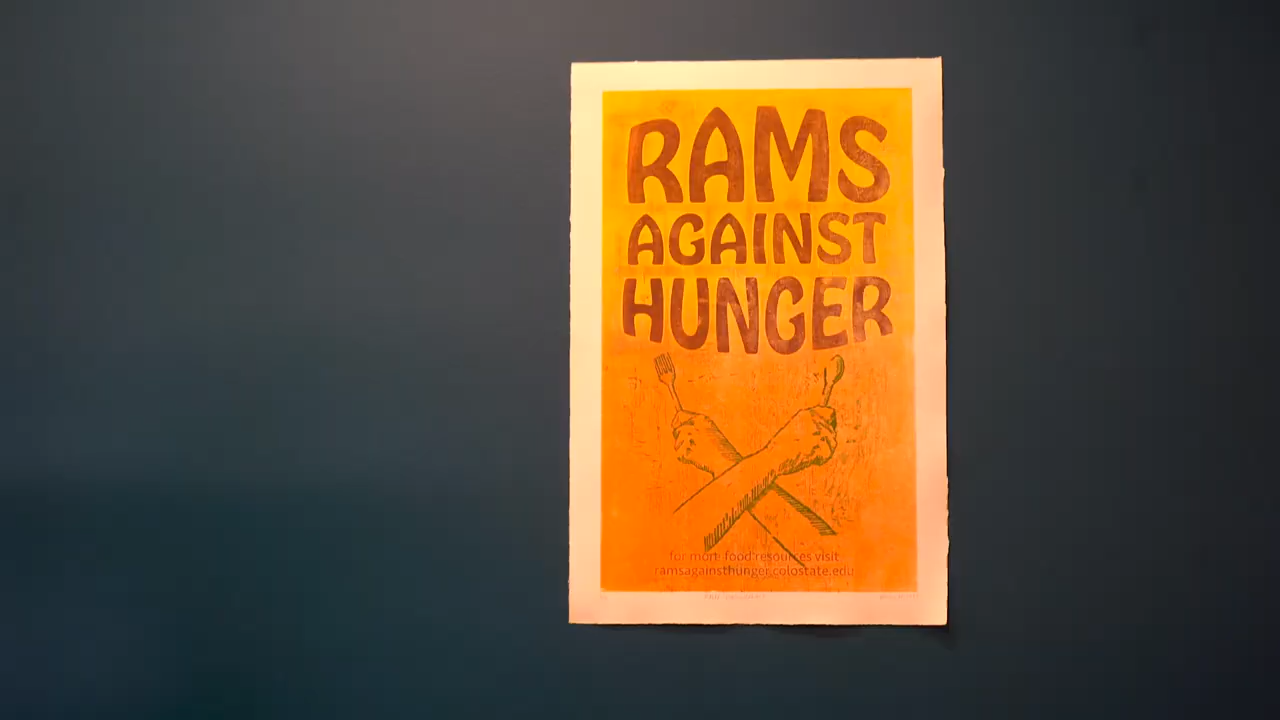 RAMS
AGAINST
HUNGER
for more food resources visit
ramsagainsthunger.colostate.edu